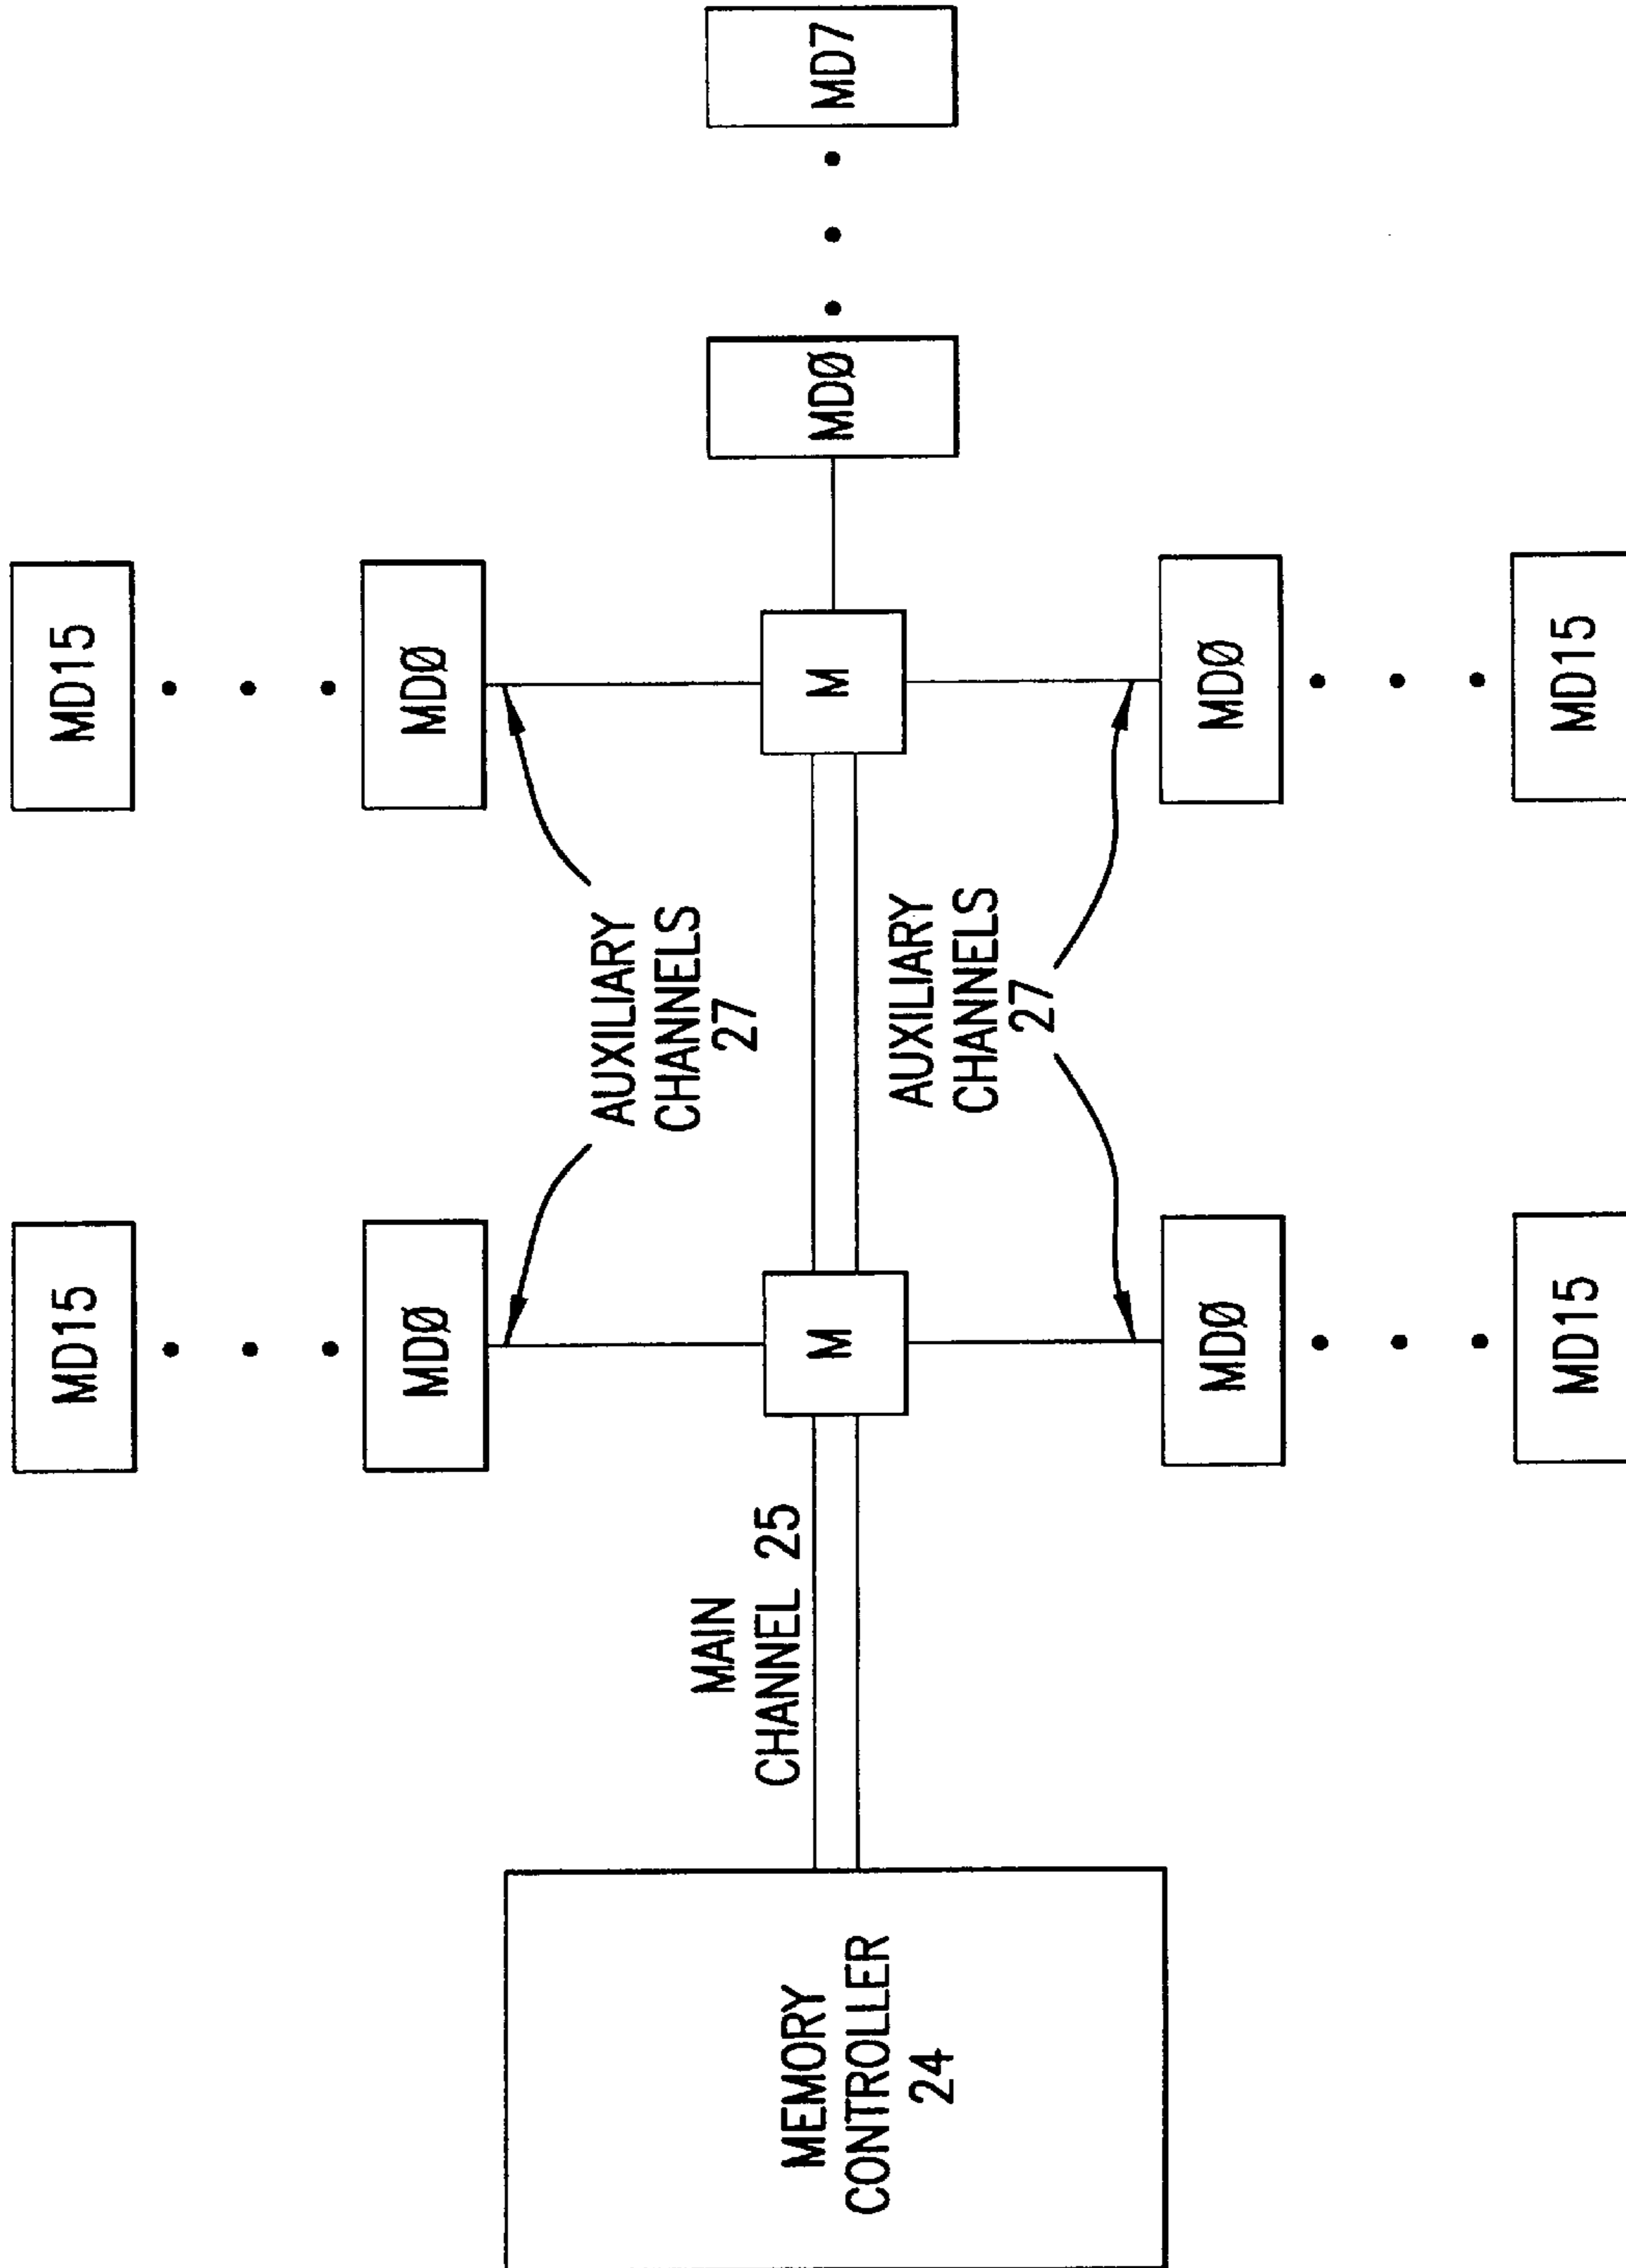 MD15
MD15
MDØ
MDØ
AUXILIARY
CHANNELS
27
MAIN
CHANNEL 25
MEMORY
CONTROLLER
24
M
M
MDØ
MD7
AUXILIARY
CHANNELS
27
MDØ
MDØ
MD15
MD15